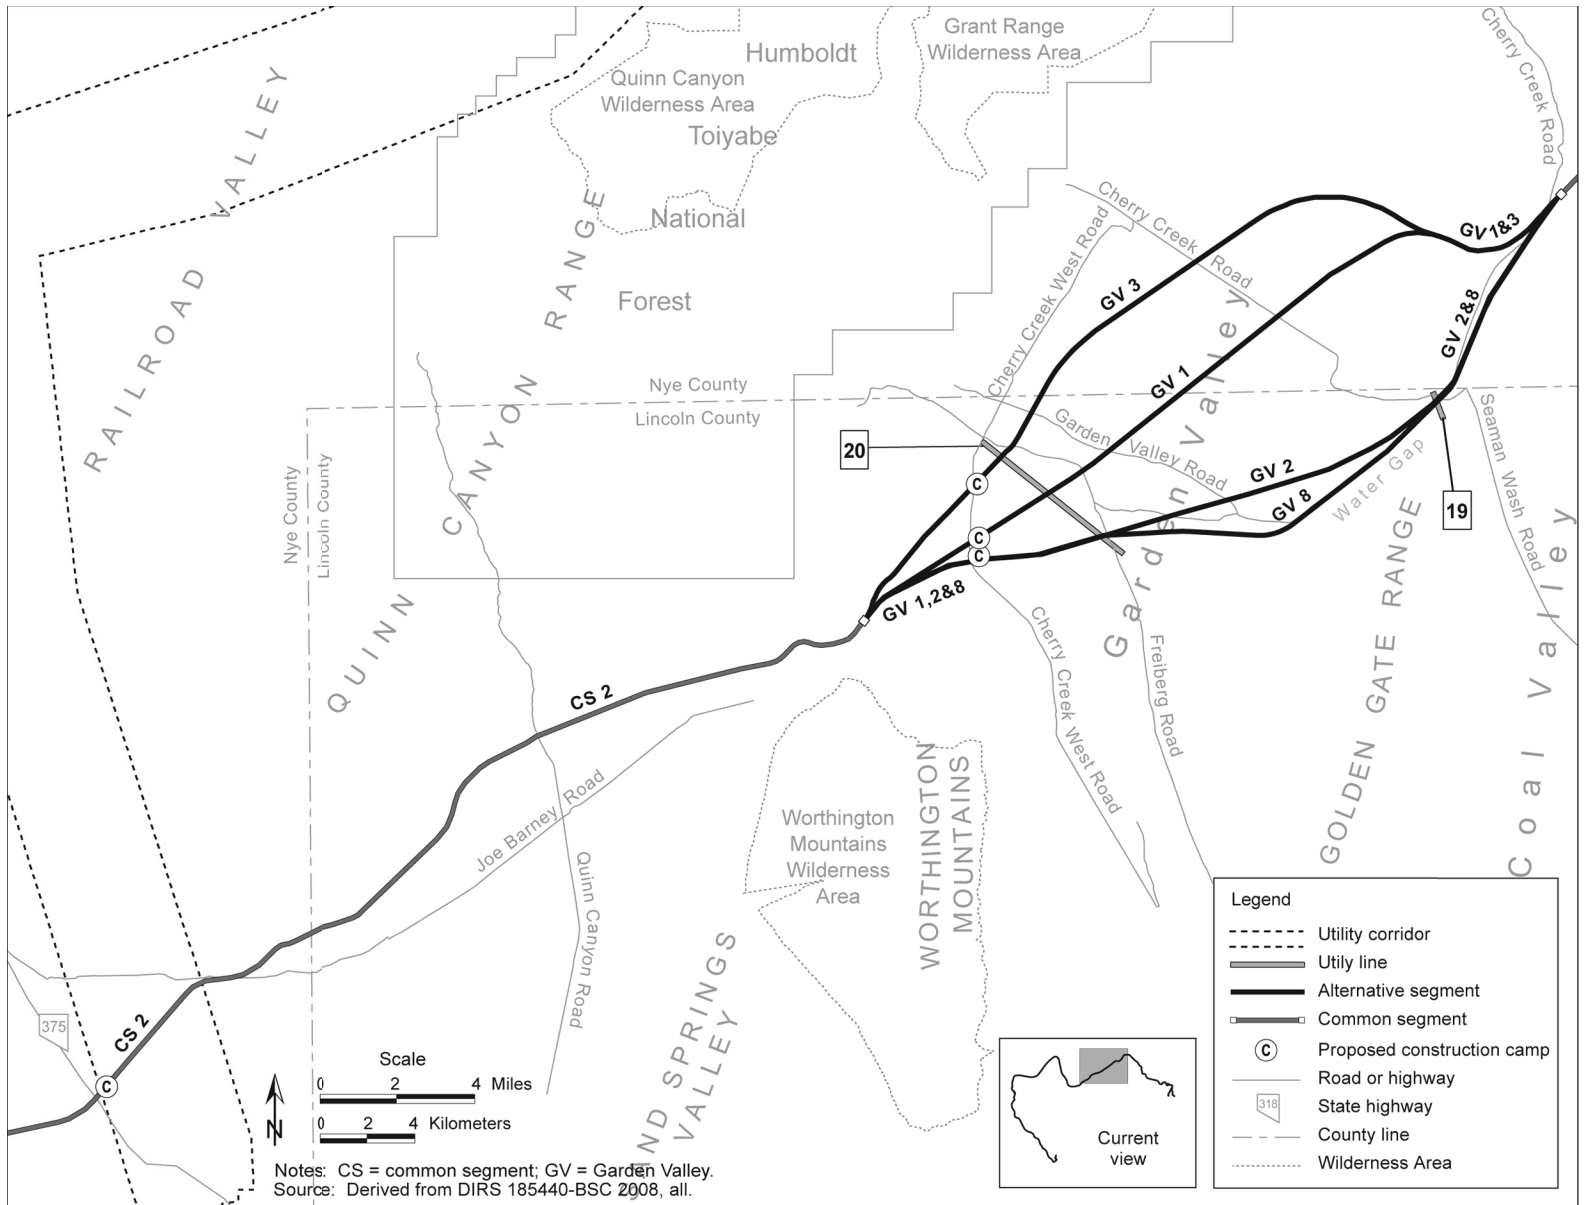 Humboldt
Grant Range
Wilderness Area
Quinn Canyon
Wilderness Area
Toiyabe
National
Forest
Cherry Creek Road
RAILROAD VALLEY
QUINN CANYON RANGE
Cherry Creek Road
Cherry Creek West Road
GV 1&3
GV 3
GV 2&8
GV 1
Nye County
Lincoln County
Nye County
Lincoln County
Garden Valley Road
Garden Valley
20
C
GV 2
GV 8
Water Gap
19
Seaman Wash Road
C
C
GV 1,2&8
Cherry Creek West Road
Freiberg Road
GOLDEN GATE RANGE
Coal Valley
CS 2
Joe Barney Road
Quinn Canyon Road
Worthington
Mountains
Wilderness
Area
WORTHINGTON
MOUNTAINS
SAND SPRINGS
VALLEY
375
CS 2
C
N
Scale
0 2 4 Miles
0 2 4 Kilometers
Notes: CS = common segment; GV = Garden Valley.
Source: Derived from DIRS 185440-BSC 2008, all.
Current
view
Legend
Utility corridor
Utily line
Alternative segment
Common segment
C Proposed construction camp
Road or highway
318 State highway
County line
Wilderness Area